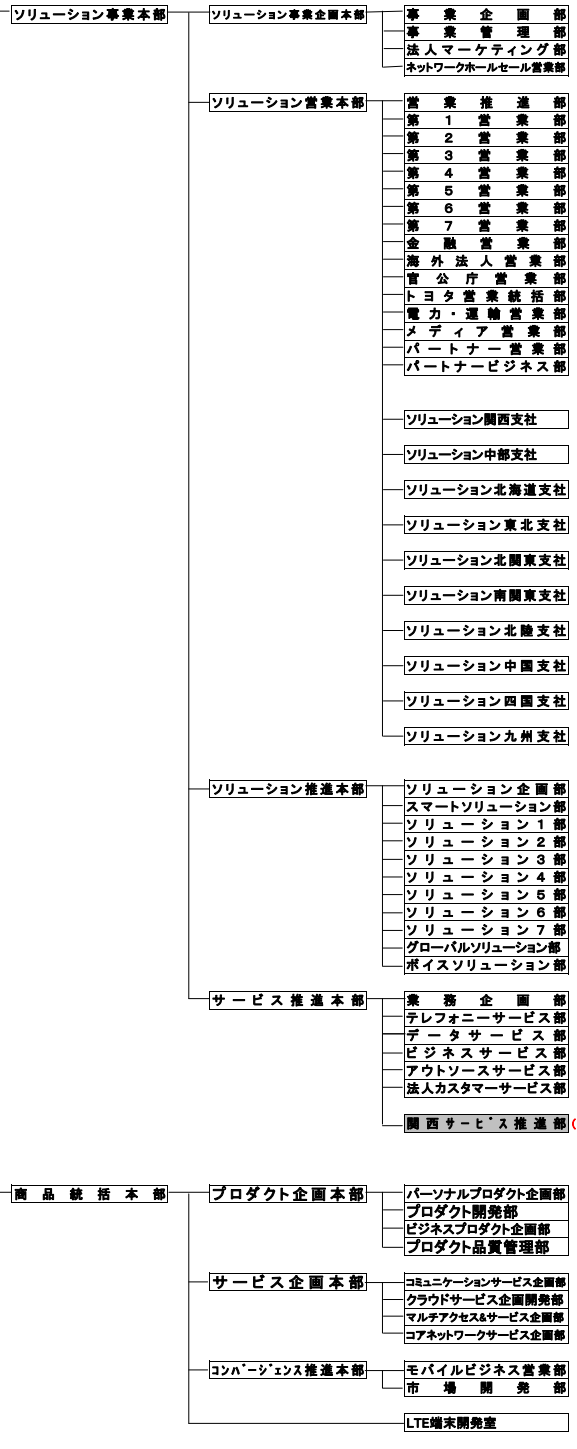 ソリューション事業本部
ソリューション事業企画本部
事業企画部
事業管理部
法人マーケティング部
ネットワークホールセール営業部
ソリューション営業本部
営業推進部
第1営業部
第2営業部
第3営業部
第4営業部
第5営業部
第6営業部
第7営業部
金融営業部
海外法人営業部
官公庁営業部
トヨタ営業統括部
電力・運輸営業部
メディア営業部
パートナー営業部
パートナービジネス部
ソリューション関西支社
ソリューション中部支社
ソリューション北海道支社
ソリューション東北支社
ソリューション北関東支社
ソリューション南関東支社
ソリューション北陸支社
ソリューション中国支社
ソリューション四国支社
ソリューション九州支社
ソリューション推進本部
ソリューション企画部
スマートソリューション部
ソリューション1部
ソリューション2部
ソリューション3部
ソリューション4部
ソリューション5部
ソリューション6部
ソリューション7部
グローバルソリューション部
ボイスソリューション部
サービス推進本部
業務企画部
テレフォニーサービス部
データサービス部
ビジネスサービス部
アウトソースサービス部
法人カスタマーサービス部
関西サービス推進部 (
商品統括本部
プロダクト企画本部
パーソナルプロダクト企画部
プロダクト開発部
ビジネスプロダクト企画部
プロダクト品質管理部
サービス企画本部
コミュニケーションサービス企画部
クラウドサービス企画開発部
マルチアクセス&サービス企画部
コアネットワークサービス企画部
コンバージェンス推進本部
モバイルビジネス営業部
市場開発部
LTE端末開発室